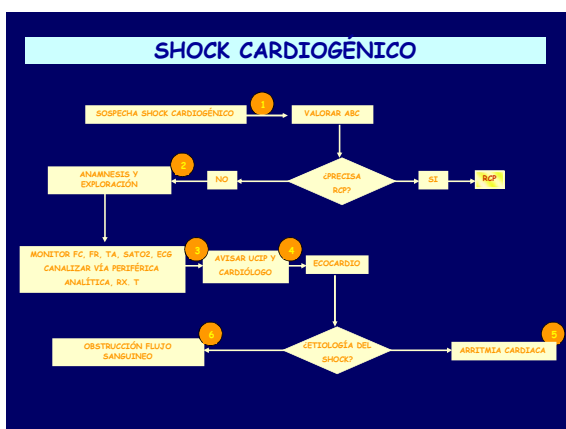 SHOCK CARDIOGÉNICO
1
SOSPECHA SHOCK CARDIOGÉNICO
VALORAR ABC
2
ANAMNESIS Y
EXPLORACIÓN
NO
¿PRECISA
RCP?
SI
RCP
MONITOR FC, FR, TA, SATO2, ECG
CANALIZAR VÍA PERIFÉRICA
ANALÍTICA, RX. T
3
AVISAR UCIP Y
CARDIÓLOGO
4
ECOCARDIO
6
OBSTRUCCIÓN FLUJO
SANGUINEO
¿ETIOLOGÍA DEL
SHOCK?
5
ARRITMIA CARDIACA